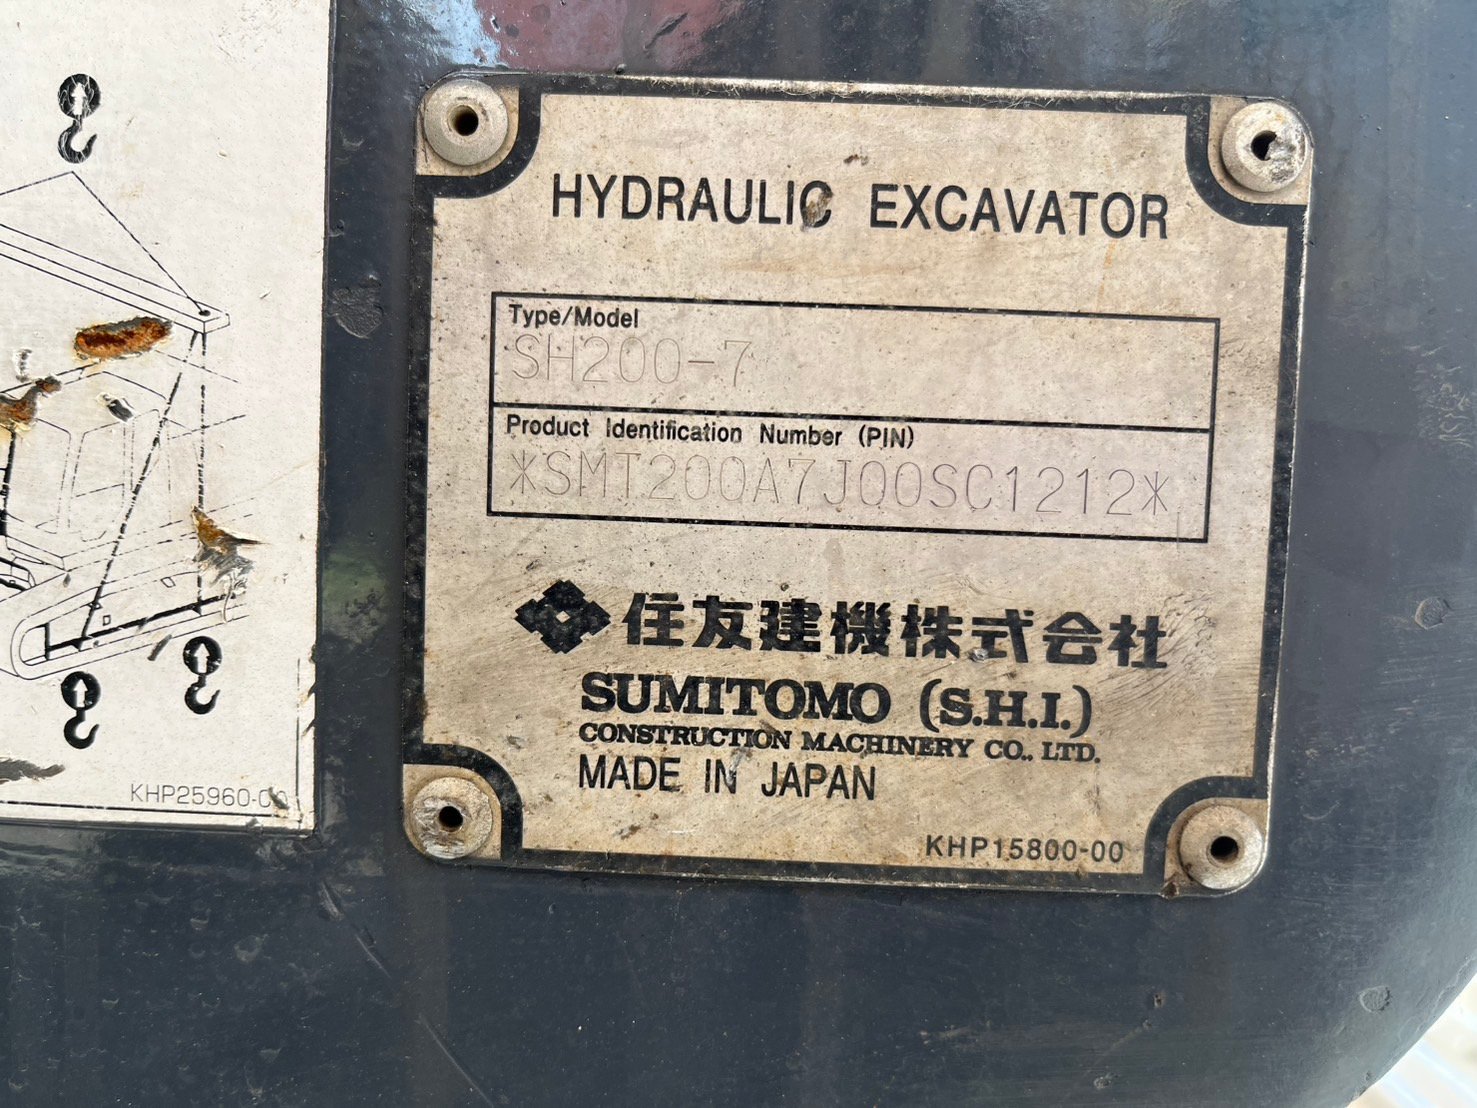 HYDRAULIC EXCAVATOR
Type/Model
SH200-7
Product Identification Number (PIN)
*SMT200A7J00SC1212*
住友建機株式会社
SUMITOMO (S.H.I.)
CONSTRUCTION MACHINERY CO., LTD.
MADE IN JAPAN
KHP15800-00
KHP25960-00